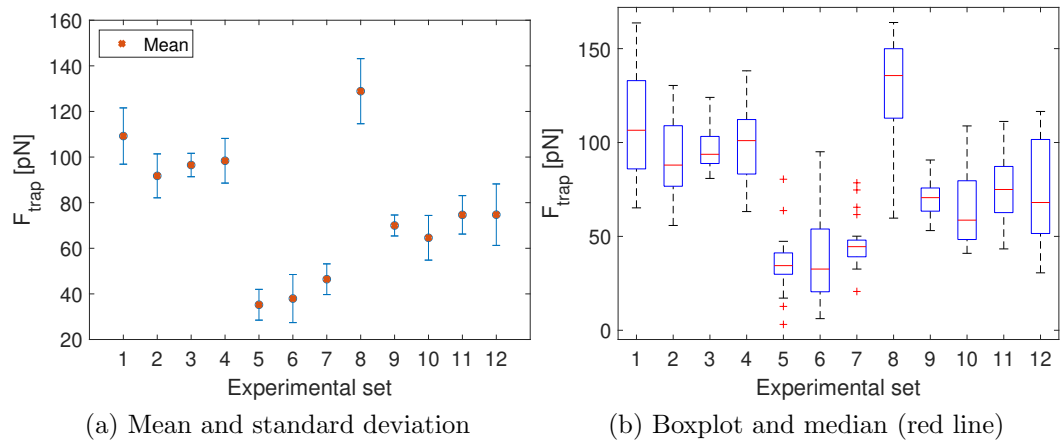 160
140
120
100
80
60
40
20
F_trap [pN]
Mean
1 2 3 4 5 6 7 8 9 10 11 12
Experimental set
(a) Mean and standard deviation
150
100
50
0
F_trap [pN]
1 2 3 4 5 6 7 8 9 10 11 12
Experimental set
(b) Boxplot and median (red line)